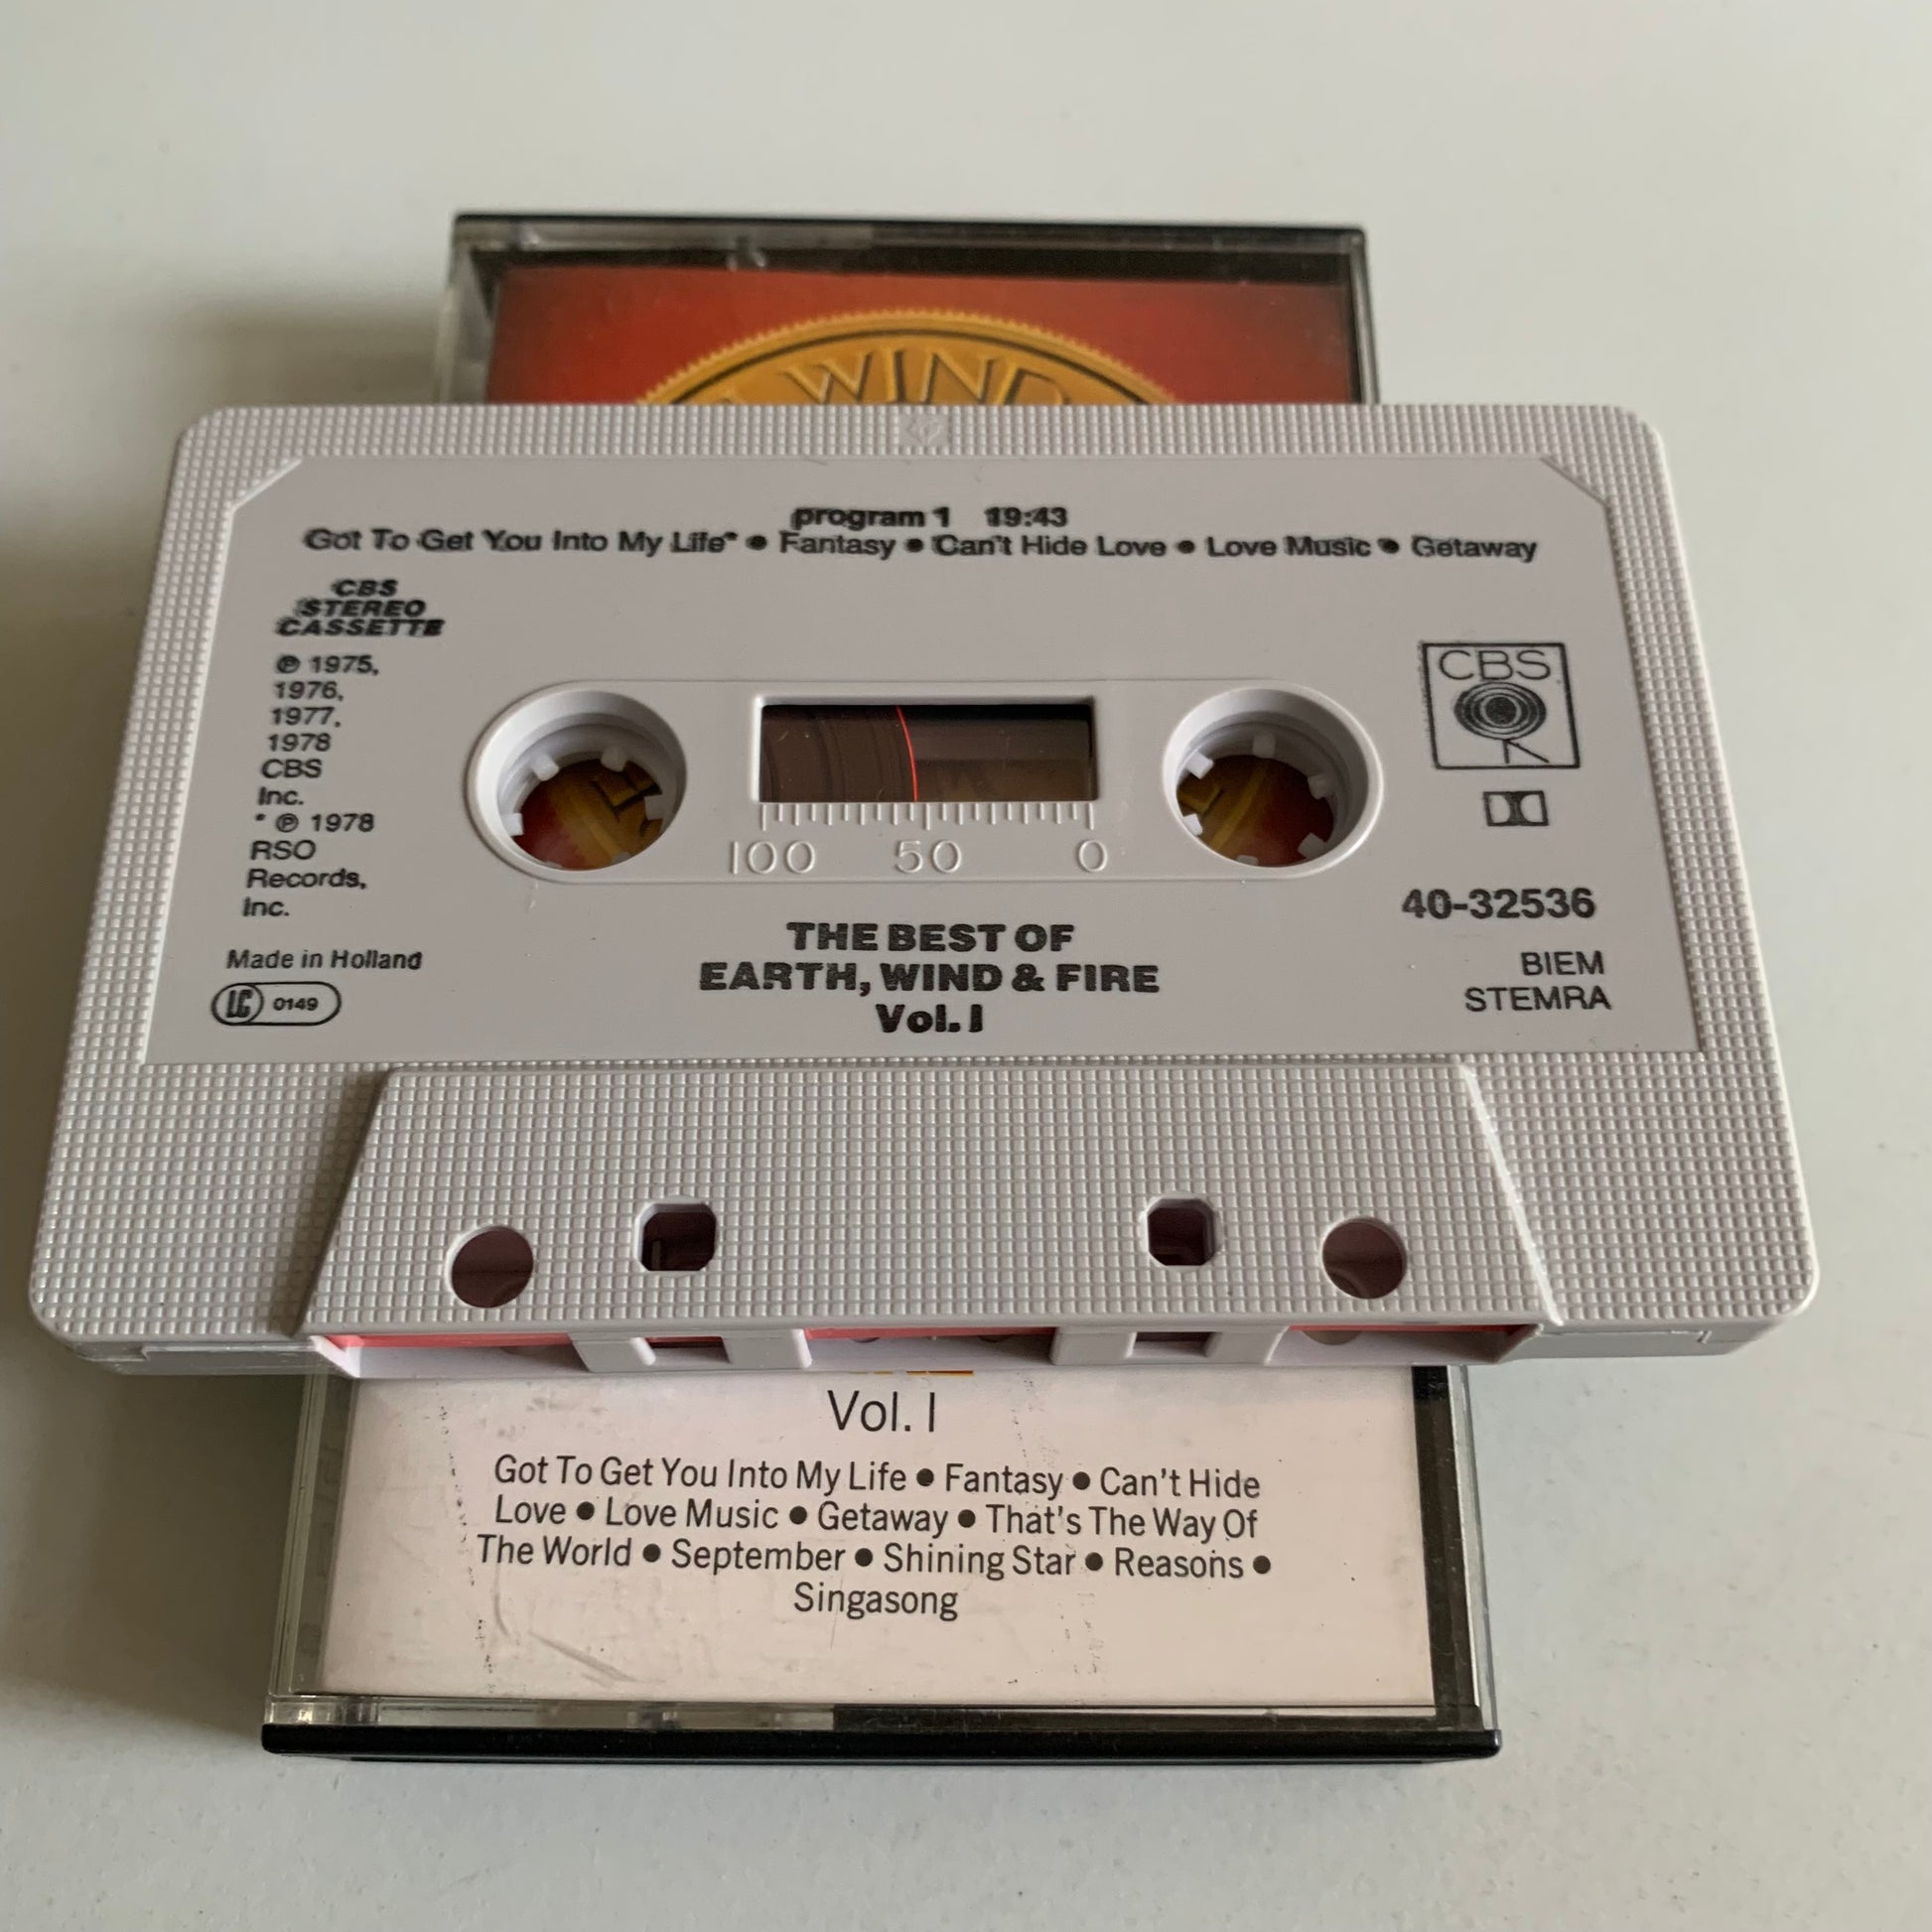 WIND
program 1 19:43
Got To Get You Into My Life* • Fantasy • Can't Hide Love • Love Music • Getaway
CBS
STEREO
CASSETTE
℗ 1975,
1976,
1977,
1978
CBS
Inc.
* ℗ 1978
RSO
Records,
Inc.
Made in Holland
LC 0149
100 50 0
CBS
40-32536
BIEM
STEMRA
THE BEST OF
EARTH, WIND & FIRE
Vol. I
Vol. I
Got To Get You Into My Life • Fantasy • Can't Hide
Love • Love Music • Getaway • That's The Way Of
The World • September • Shining Star • Reasons •
Singasong